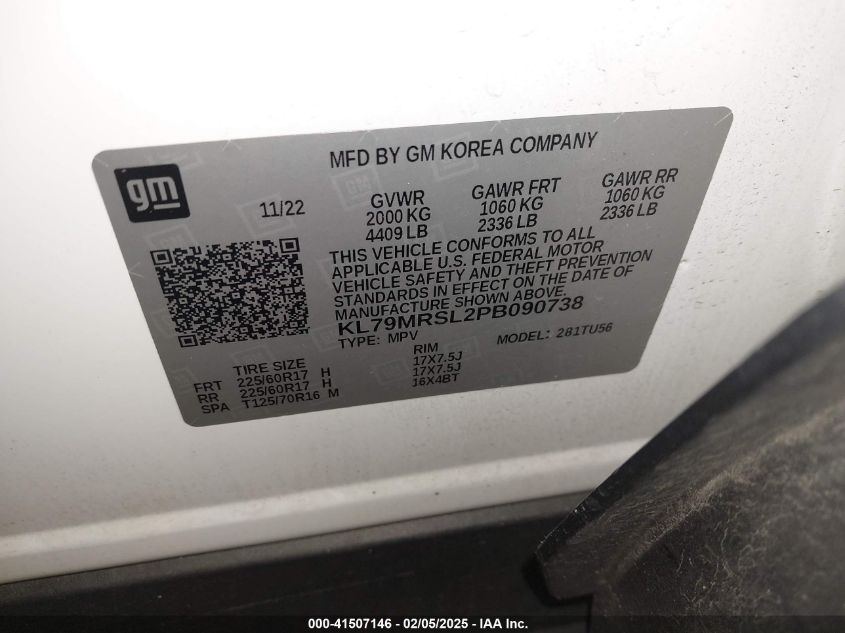 MFD BY GM KOREA COMPANY
gm
11/22
GVWR
2000 KG
4409 LB
GAWR FRT
1060 KG
2336 LB
GAWR RR
1060 KG
2336 LB
THIS VEHICLE CONFORMS TO ALL
APPLICABLE U.S. FEDERAL MOTOR
VEHICLE SAFETY AND THEFT PREVENTION
STANDARDS IN EFFECT ON THE DATE OF
MANUFACTURE SHOWN ABOVE.
KL79MRSL2PB090738
TYPE: MPV
MODEL: 281TU56
TIRE SIZE RIM
FRT 225/60R17 H 17X7.5J
RR 225/60R17 H 17X7.5J
SPA T125/70R16 M 16X4BT
000-41507146 - 02/05/2025 - IAA Inc.